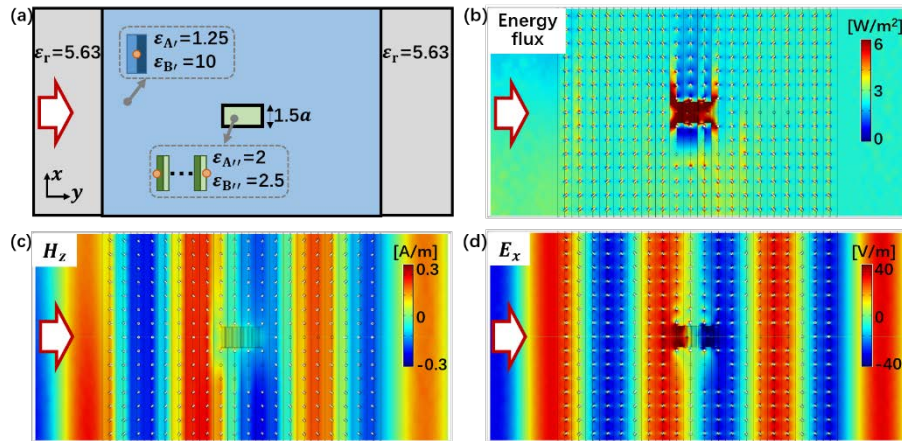 (a)
εr=5.63
εA′=1.25
εB′=10
εr=5.63
1.5a
εA′′=2
εB′′=2.5
x
y
(b)
Energy
flux
[W/m²]
6
3
0
(c)
Hz
[A/m]
0.3
0
-0.3
(d)
Ex
[V/m]
40
0
-40